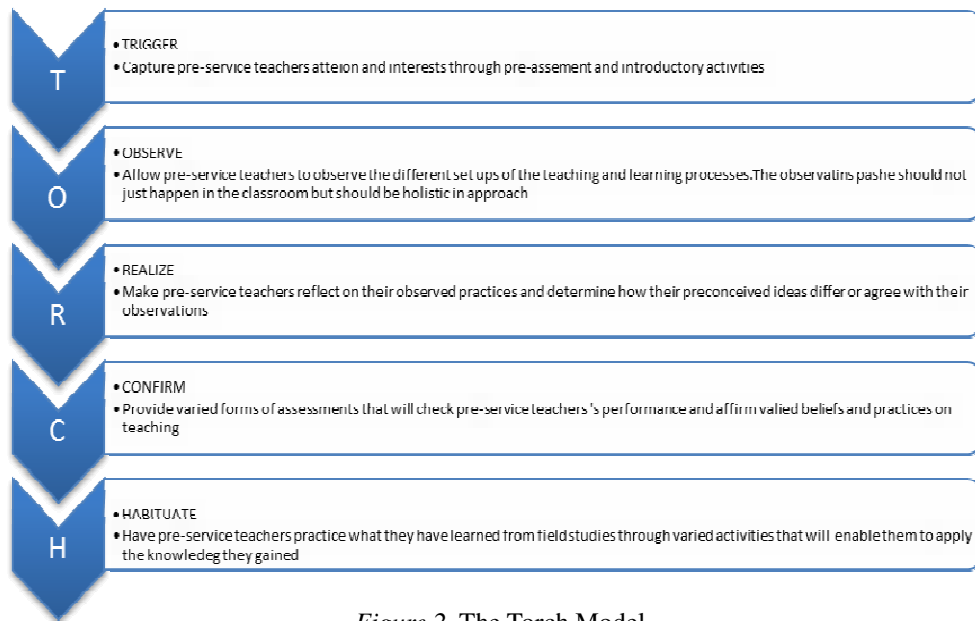 T
• TRIGGER
• Capture pre-service teachers atteion and interests through pre-assement and introductory activities
O
• OBSERVE
• Allow pre-service teachers to observe the different set ups of the teaching and learning processes.The observatins pashe should not
just happen in the classroom but should be holistic in approach
R
• REALIZE
• Make pre-service teachers reflect on their observed practices and determine how their preconceived ideas differ or agree with their
observations
C
• CONFIRM
• Provide varied forms of assessments that will check pre-service teachers's performance and affirm valied beliefs and practices on
teaching
H
• HABITUATE
• Have pre-service teachers practice what they have learned from field studies through varied activities that will enable them to apply
the knowledeg they gained
Figure 2. The Torch Model